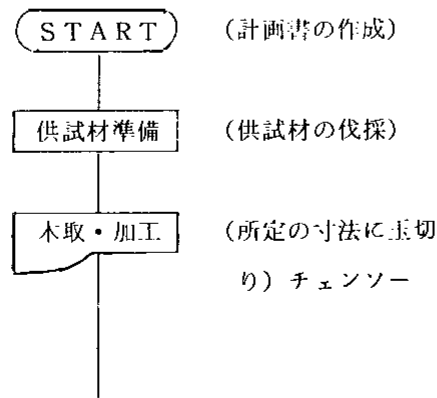 START (計画書の作成)
供試材準備 (供試材の伐採)
木取・加工 (所定の寸法に玉切
り) チェンソー